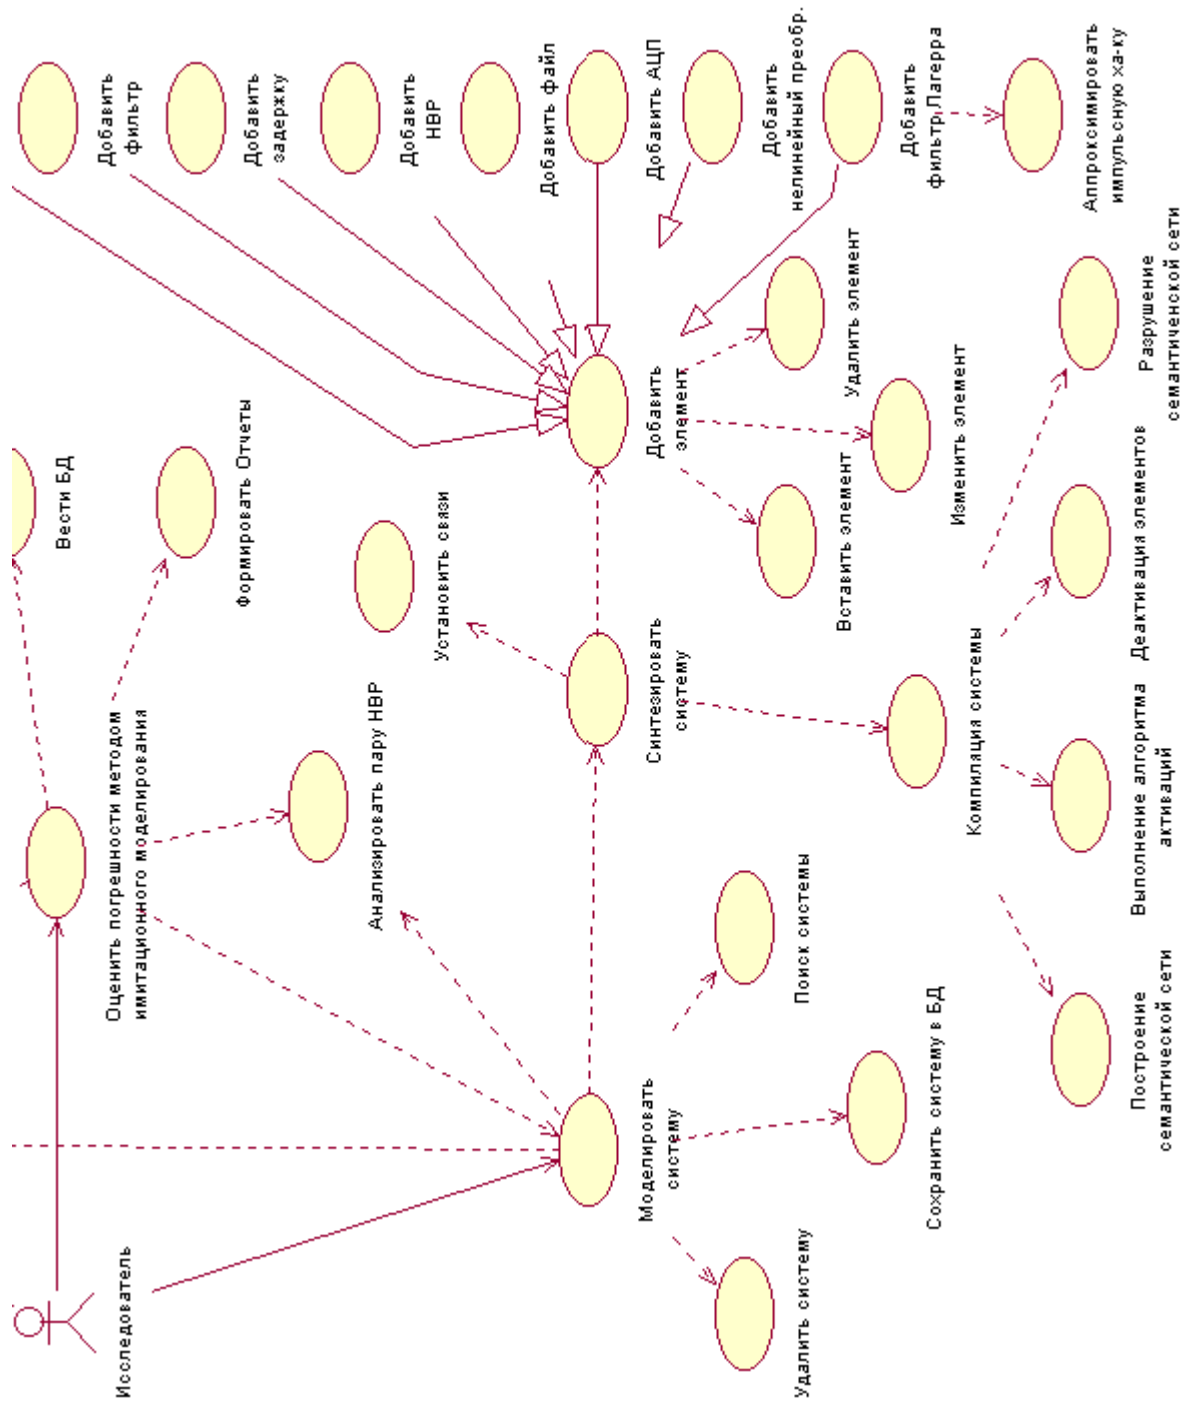 Исследователь
Оценить погрешности методом
имитационного моделирования
Вести БД
Формировать Отчеты
Анализировать пару НВР
Установить связи
Добавить
фильтр
Добавить
задержку
Добавить
НВР
Добавить файл
Добавить АЦП
Добавить
нелинейный преобр.
Добавить
фильтр Лагерра
Аппроксимировать
импульсную ха-ку
Моделировать
систему
Синтезировать
систему
Добавить
элемент
Удалить систему
Сохранить систему в БД
Поиск системы
Вставить элемент
Изменить элемент
Удалить элемент
Компиляция системы
Построение
семантической сети
Выполнение алгоритма
активаций
Деактивация элементов
Разрушение
семантиченской сети